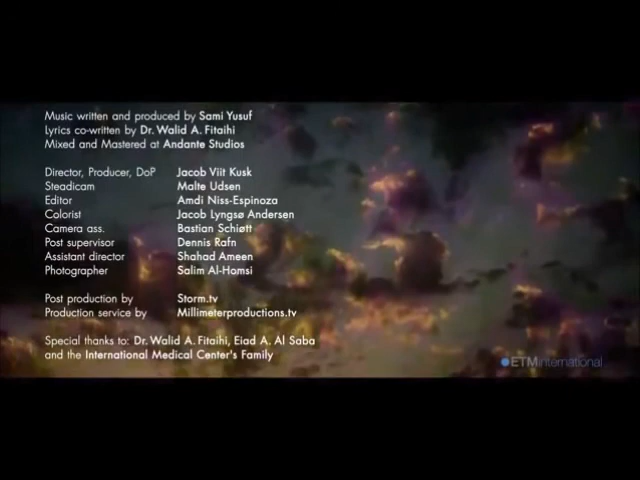 Music written and produced by Sami Yusuf
Lyrics co-written by Dr. Walid A. Fitaihi
Mixed and Mastered at Andante Studios
Director, Producer, DoP Jacob Viit Kusk
Steadicam Malte Udsen
Editor Amdi Niss-Espinoza
Colorist Jacob Lyngsø Andersen
Camera ass. Bastian Schiøtt
Post supervisor Dennis Rafn
Assistant director Shahad Ameen
Photographer Salim Al-Homsi
Post production by Storm.tv
Production service by Millimeterproductions.tv
Special thanks to: Dr. Walid A. Fitaihi, Eiad A. Al Saba
and the International Medical Center's Family
ETMinternational